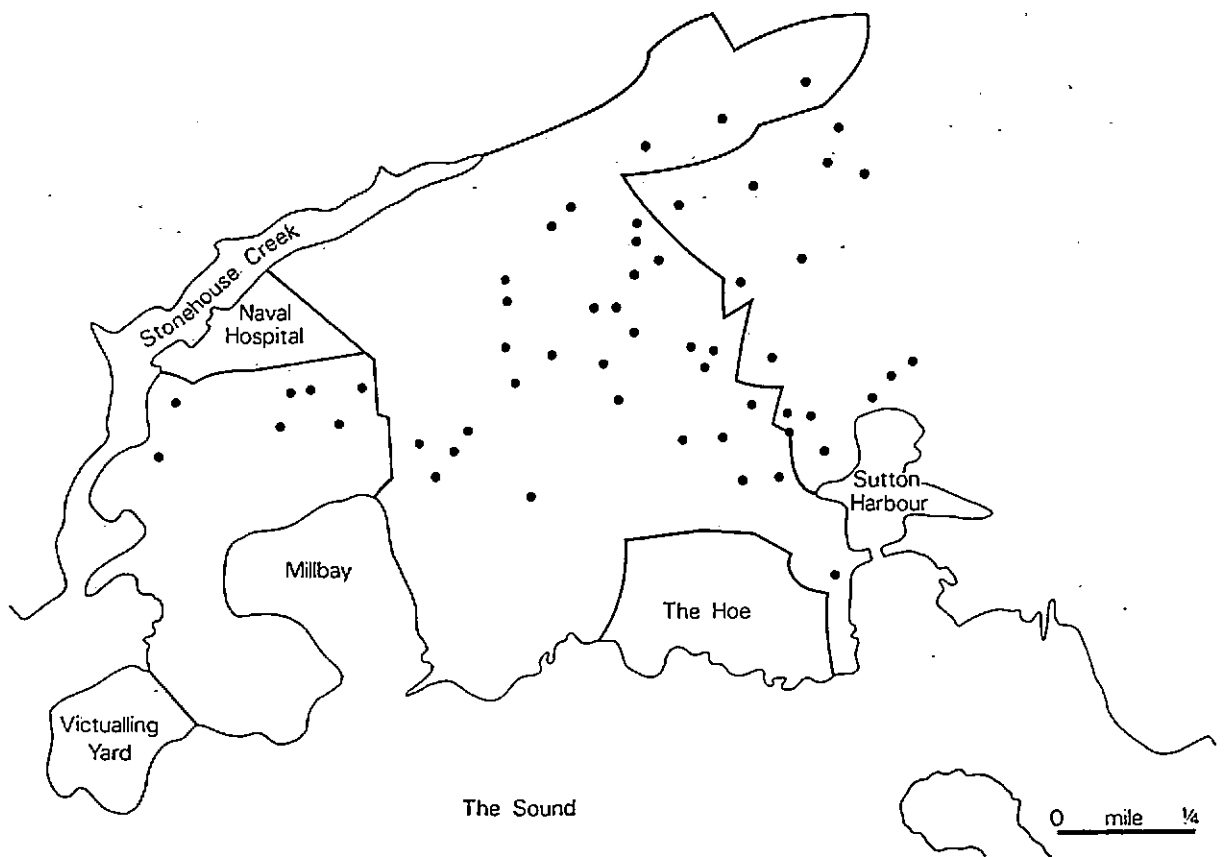 Stonehouse Creek
Naval
Hospital
Sutton
Harbour
Millbay
The Hoe
Victualling
Yard
The Sound
0 mile ¼